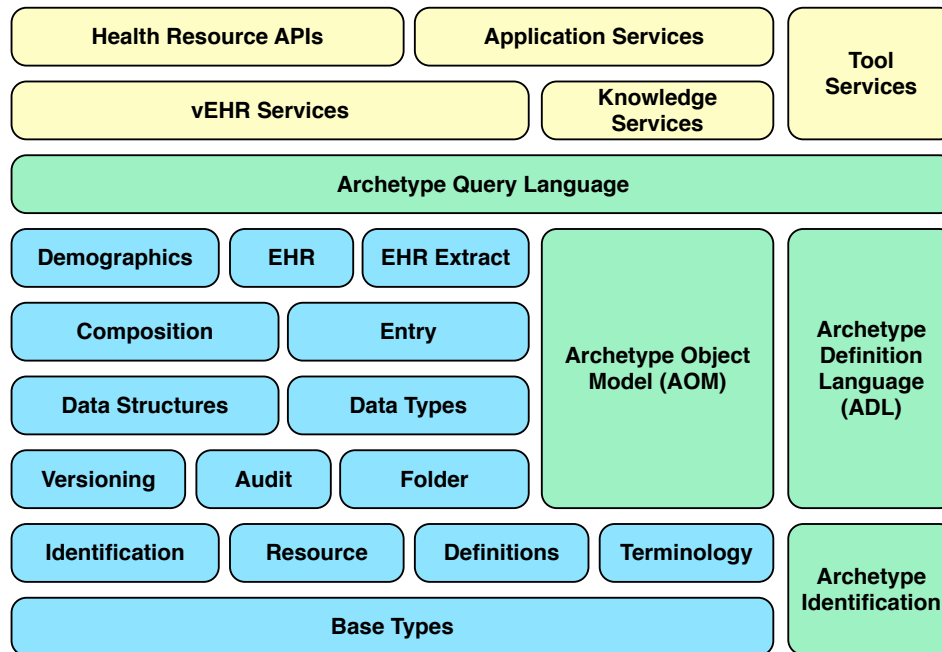 Health Resource APIs
Application Services
Tool
Services
vEHR Services
Knowledge
Services
Archetype Query Language
Demographics
EHR
EHR Extract
Archetype Object
Model (AOM)
Archetype
Definition
Language
(ADL)
Composition
Entry
Data Structures
Data Types
Versioning
Audit
Folder
Identification
Resource
Definitions
Terminology
Archetype
Identification
Base Types